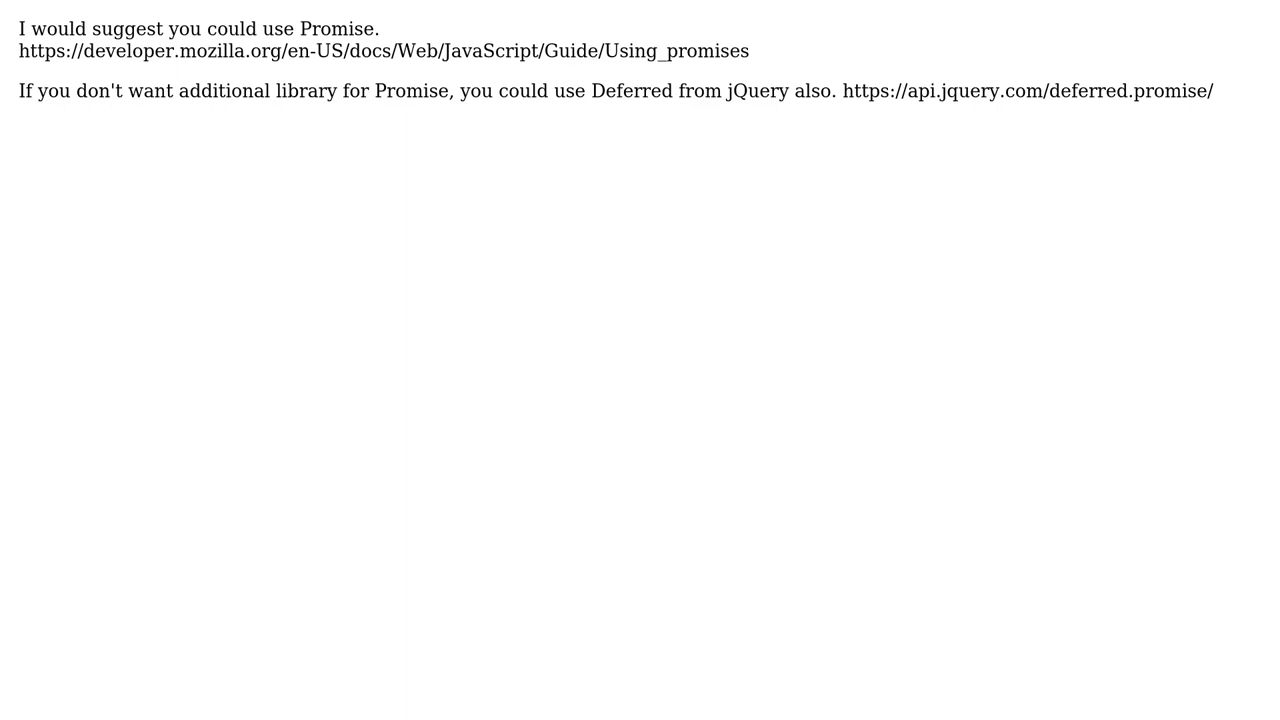 I would suggest you could use Promise.
https://developer.mozilla.org/en-US/docs/Web/JavaScript/Guide/Using_promises
If you don't want additional library for Promise, you could use Deferred from jQuery also. https://api.jquery.com/deferred.promise/